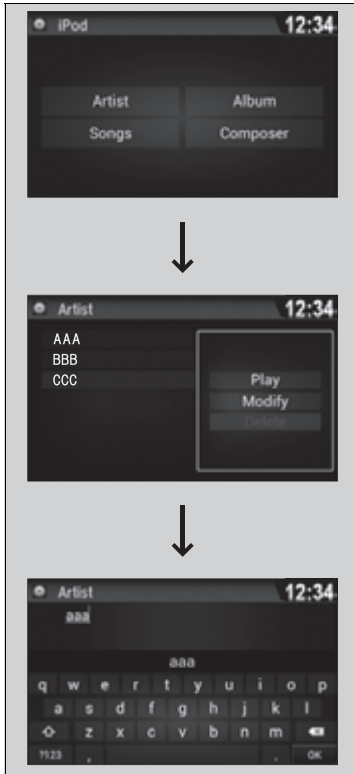 iPod 12:34
Artist Album
Songs Composer
Artist 12:34
AAA
BBB
CCC
Play
Modify
Delete
Artist 12:34
aaa
aaa
q w e r t y u i o p
a s d f g h j k l
z x c v b n m
?123 , . OK